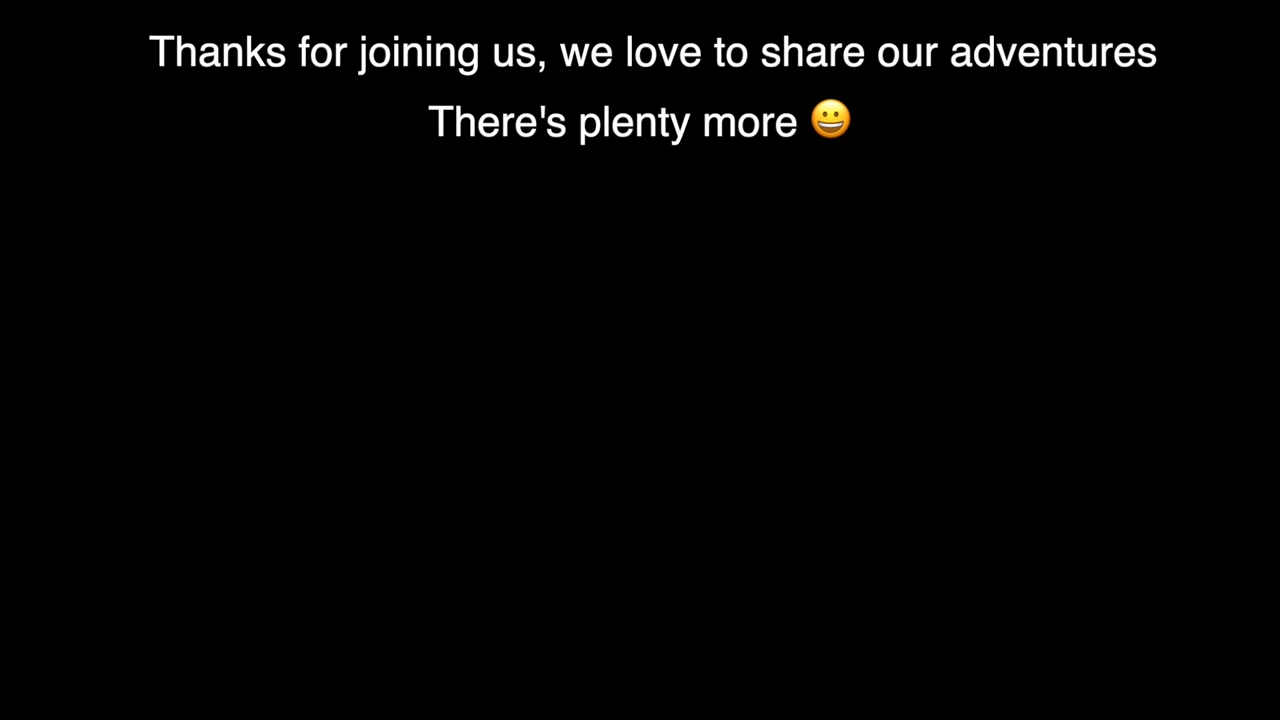 Thanks for joining us, we love to share our adventures
There's plenty more 😀